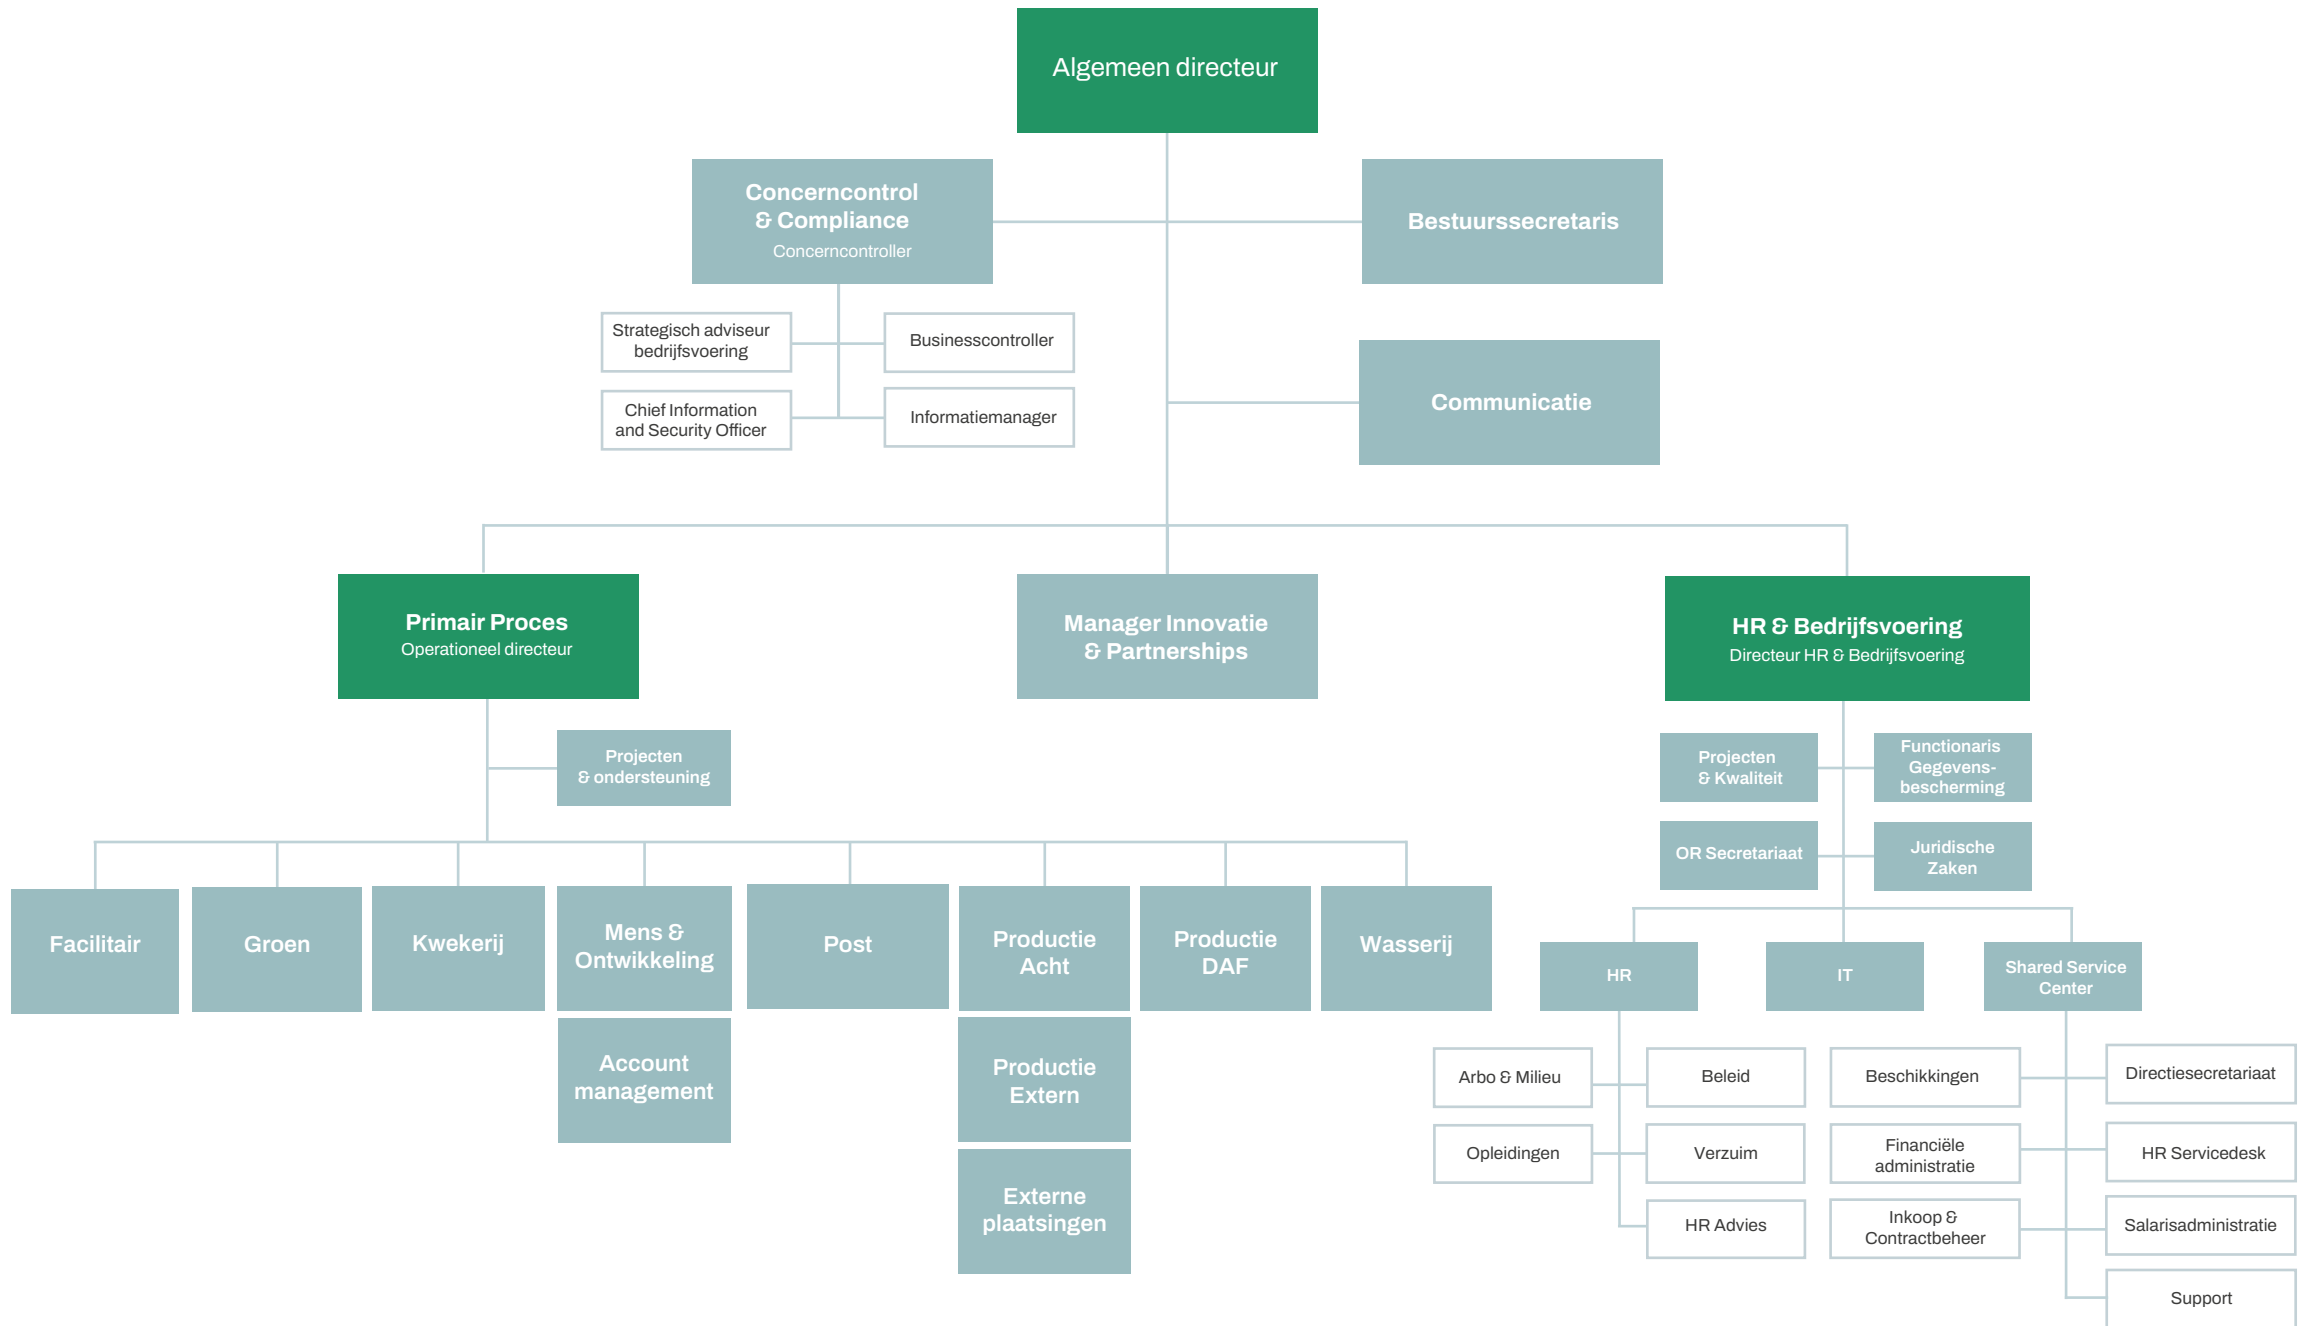 Algemeen directeur
Concerncontrol
& Compliance
Concerncontroller
Bestuurssecretaris
Strategisch adviseur
bedrijfsvoering
Businesscontroller
Chief Information
and Security Officer
Informatiemanager
Communicatie
Primair Proces
Operationeel directeur
Manager Innovatie
& Partnerships
HR & Bedrijfsvoering
Directeur HR & Bedrijfsvoering
Projecten
& ondersteuning
Projecten
& Kwaliteit
Functionaris
Gegevens-
bescherming
OR Secretariaat
Juridische
Zaken
Facilitair
Groen
Kwekerij
Mens &
Ontwikkeling
Post
Productie
Acht
Productie
DAF
Wasserij
Account
management
Productie
Extern
Externe
plaatsingen
HR
IT
Shared Service
Center
Arbo & Milieu
Beleid
Opleidingen
Verzuim
HR Advies
Beschikkingen
Directiesecretariaat
Financiële
administratie
HR Servicedesk
Inkoop &
Contractbeheer
Salarisadministratie
Support